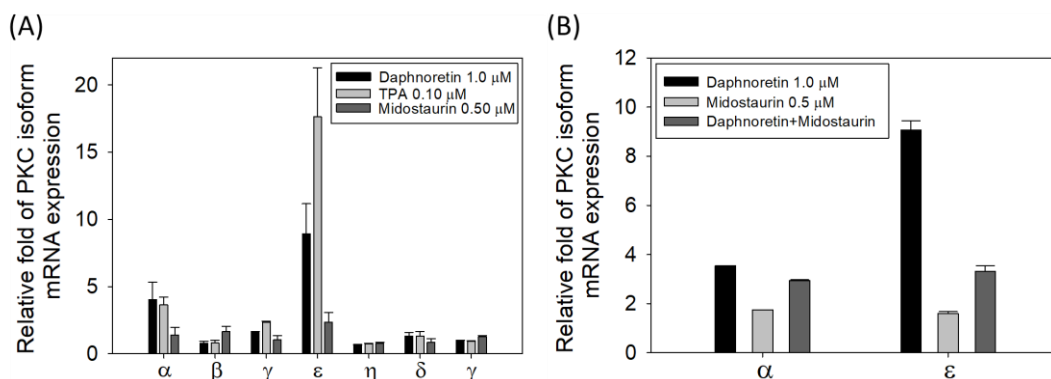 (A)
Relative fold of PKC isoform
mRNA expression
20
15
10
5
0
Daphnoretin 1.0 μM
TPA 0.10 μM
Midostaurin 0.50 μM
α β γ ε η δ γ
(B)
Relative fold of PKC isoform
mRNA expression
12
10
8
6
4
2
0
Daphnoretin 1.0 μM
Midostaurin 0.5 μM
Daphnoretin+Midostaurin
α ε